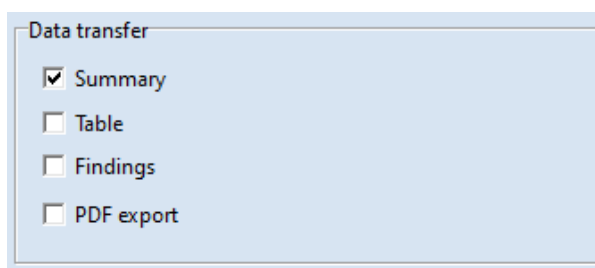 Data transfer
Summary
Table
Findings
PDF export